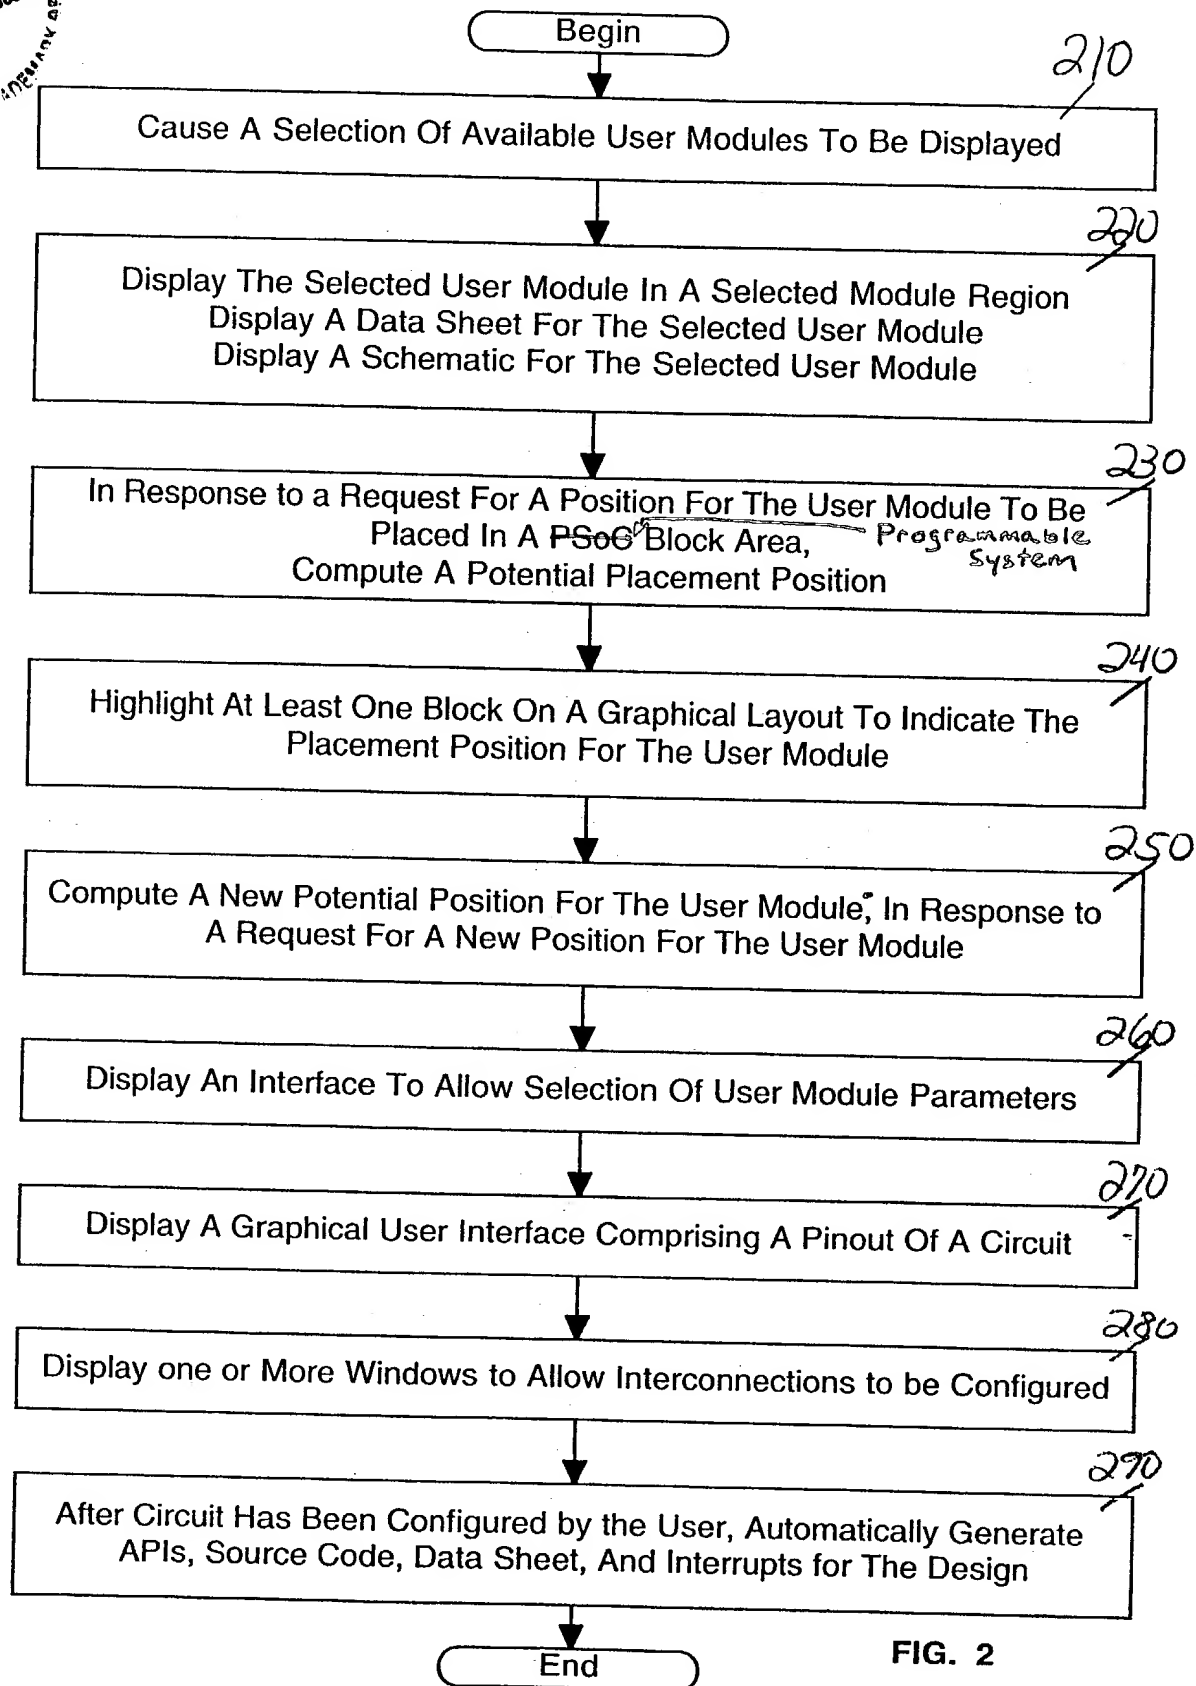 Begin
210
Cause A Selection Of Available User Modules To Be Displayed
220
Display The Selected User Module In A Selected Module Region
Display A Data Sheet For The Selected User Module
Display A Schematic For The Selected User Module
230
In Response to a Request For A Position For The User Module To Be
Placed In A PSoC Block Area,
Programmable
System
Compute A Potential Placement Position
240
Highlight At Least One Block On A Graphical Layout To Indicate The
Placement Position For The User Module
250
Compute A New Potential Position For The User Module, In Response to
A Request For A New Position For The User Module
260
Display An Interface To Allow Selection Of User Module Parameters
270
Display A Graphical User Interface Comprising A Pinout Of A Circuit
280
Display one or More Windows to Allow Interconnections to be Configured
290
After Circuit Has Been Configured by the User, Automatically Generate
APIs, Source Code, Data Sheet, And Interrupts for The Design
End
FIG. 2